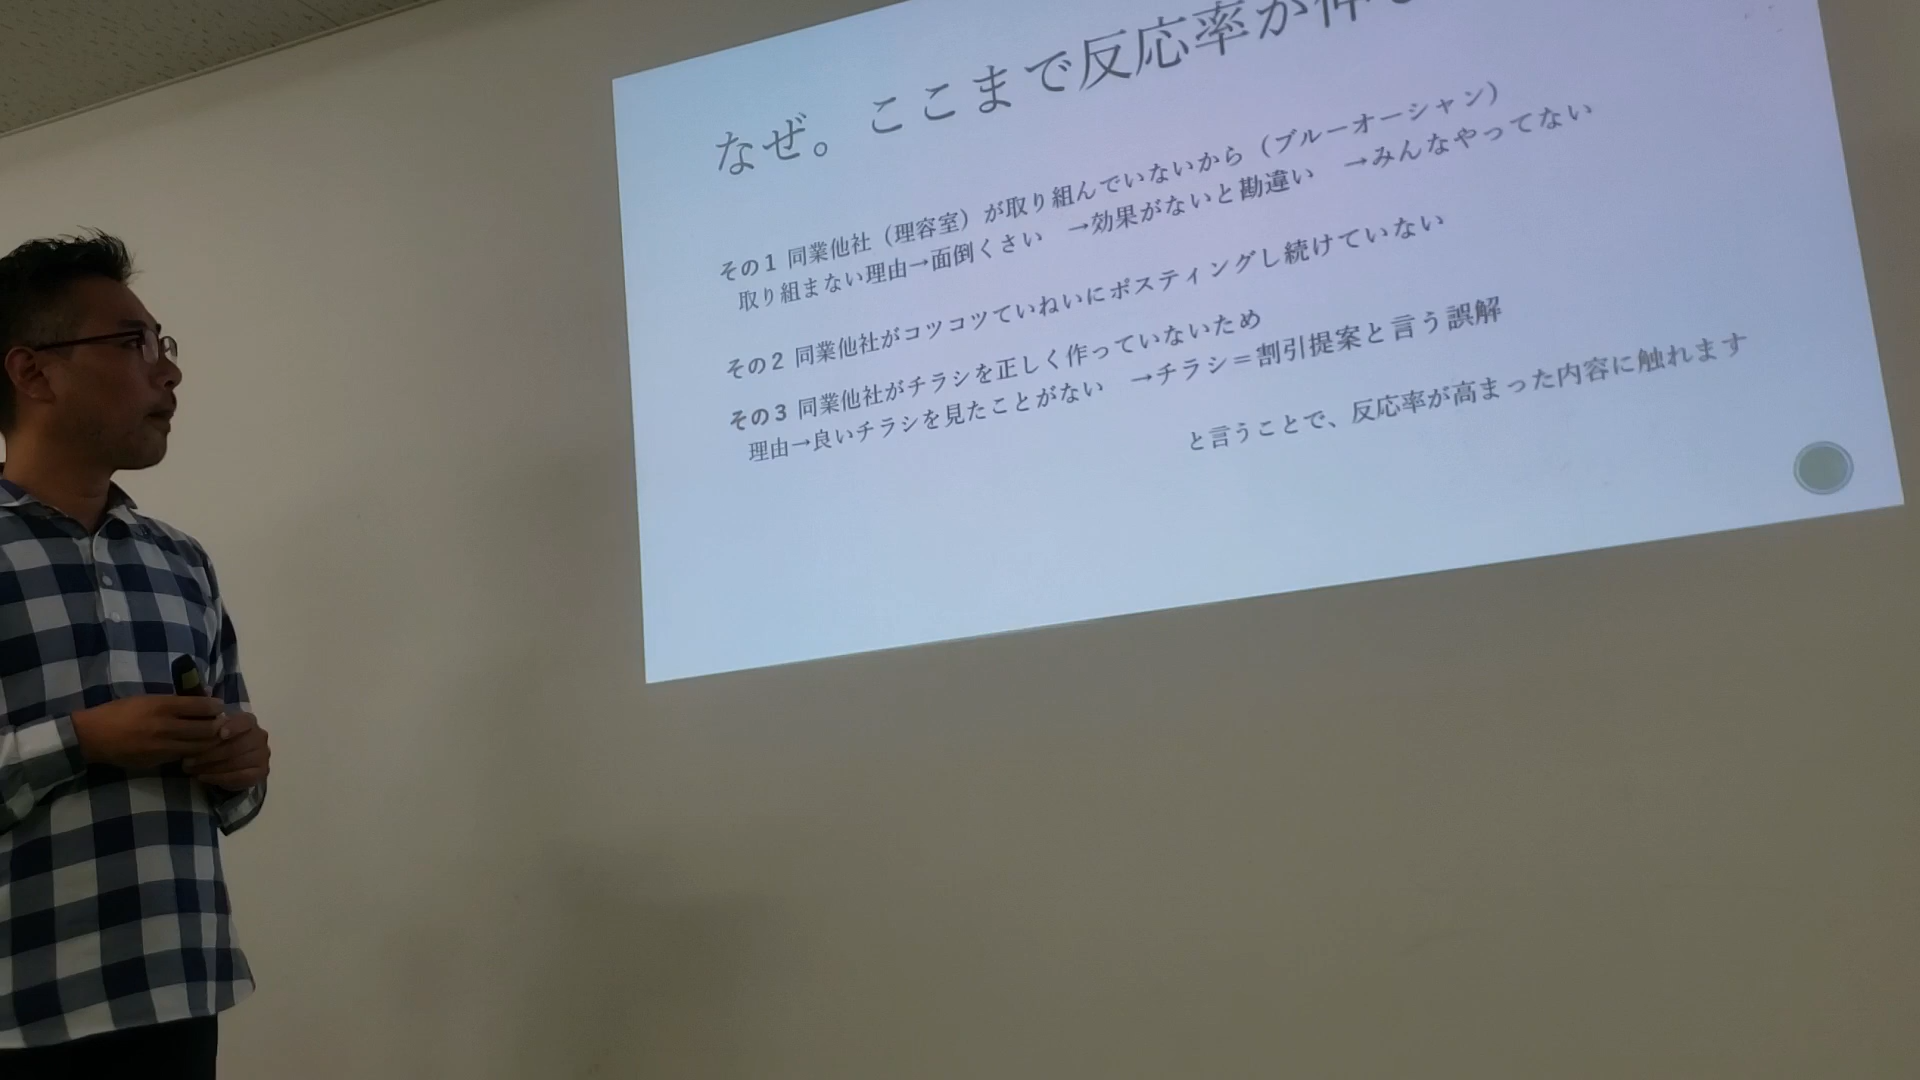 なぜ。ここまで反応率が伸
その１ 同業他社（理容室）が取り組んでいないから（ブルーオーシャン）
取り組まない理由→面倒くさい　→効果がないと勘違い　→みんなやってない
その２ 同業他社がコツコツていねいにポスティングし続けていない
その３ 同業他社がチラシを正しく作っていないため
理由→良いチラシを見たことがない　→チラシ＝割引提案と言う誤解
と言うことで、反応率が高まった内容に触れます